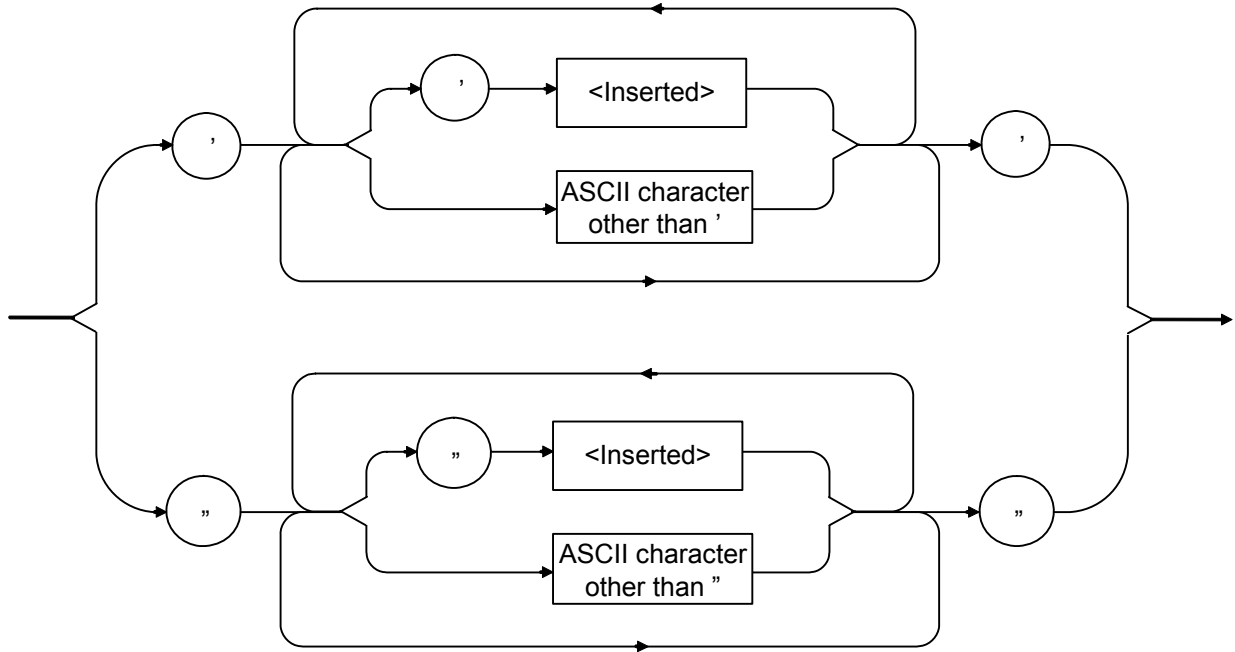 ’
<Inserted>
’
’
ASCII character
other than ’
”
<Inserted>
”
”
ASCII character
other than ”